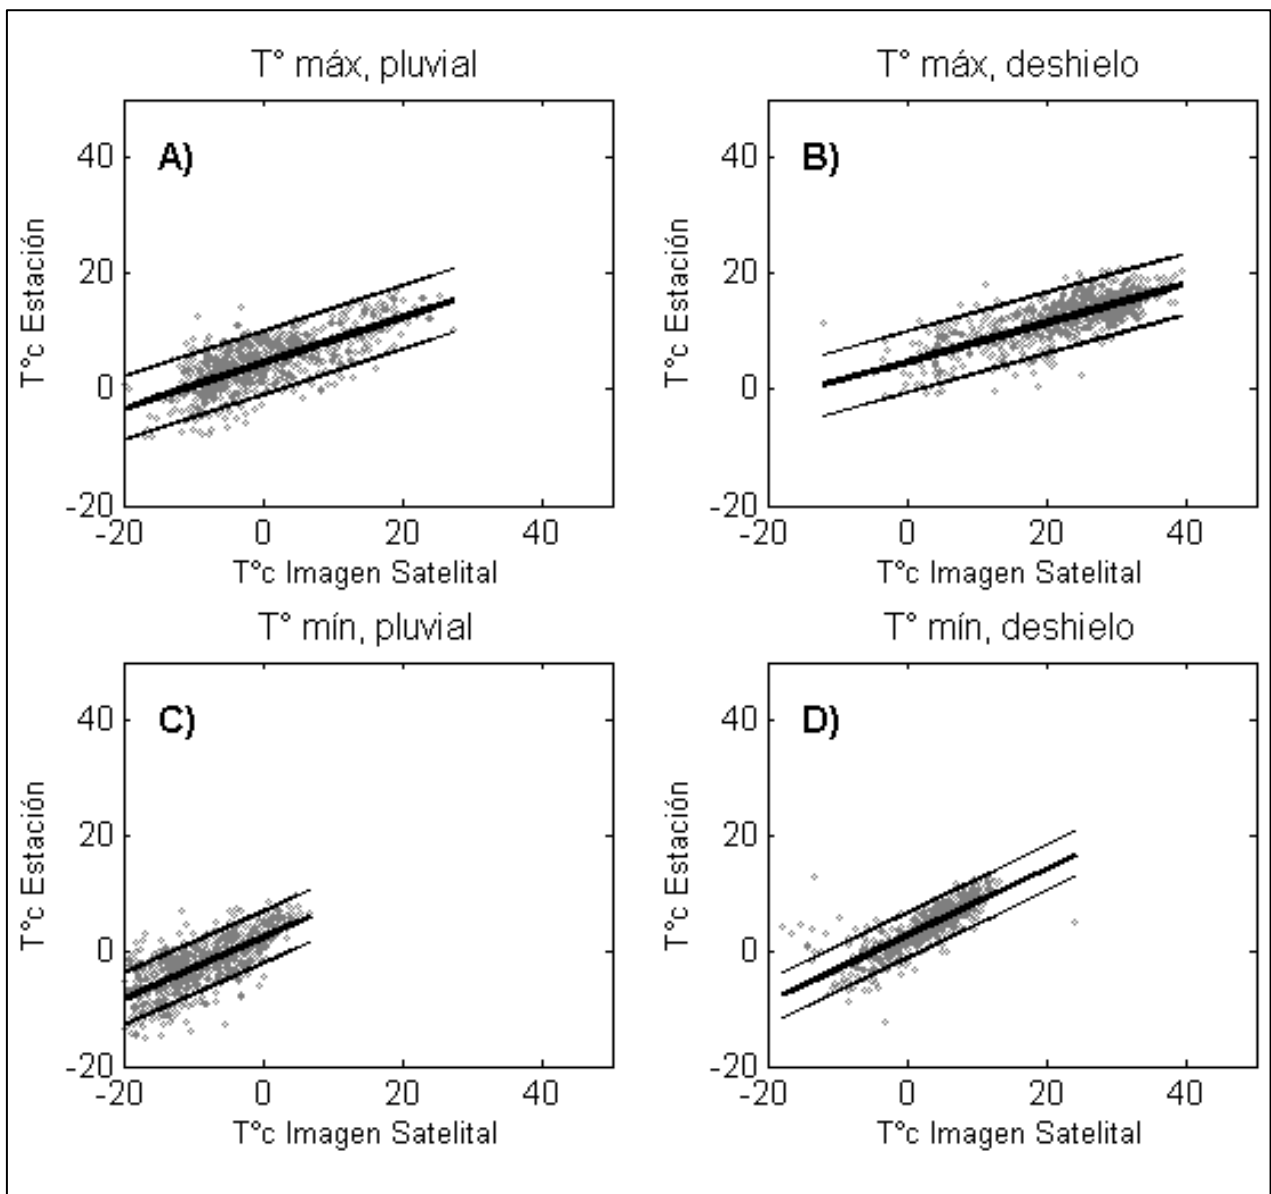 T° máx, pluvial
A)
40
20
0
-20
-20 0 20 40
T°c Estación
T°c Imagen Satelital
T° máx, deshielo
B)
40
20
0
-20
-20 0 20 40
T°c Estación
T°c Imagen Satelital
T° mín, pluvial
C)
40
20
0
-20
-20 0 20 40
T°c Estación
T°c Imagen Satelital
T° mín, deshielo
D)
40
20
0
-20
-20 0 20 40
T°c Estación
T°c Imagen Satelital